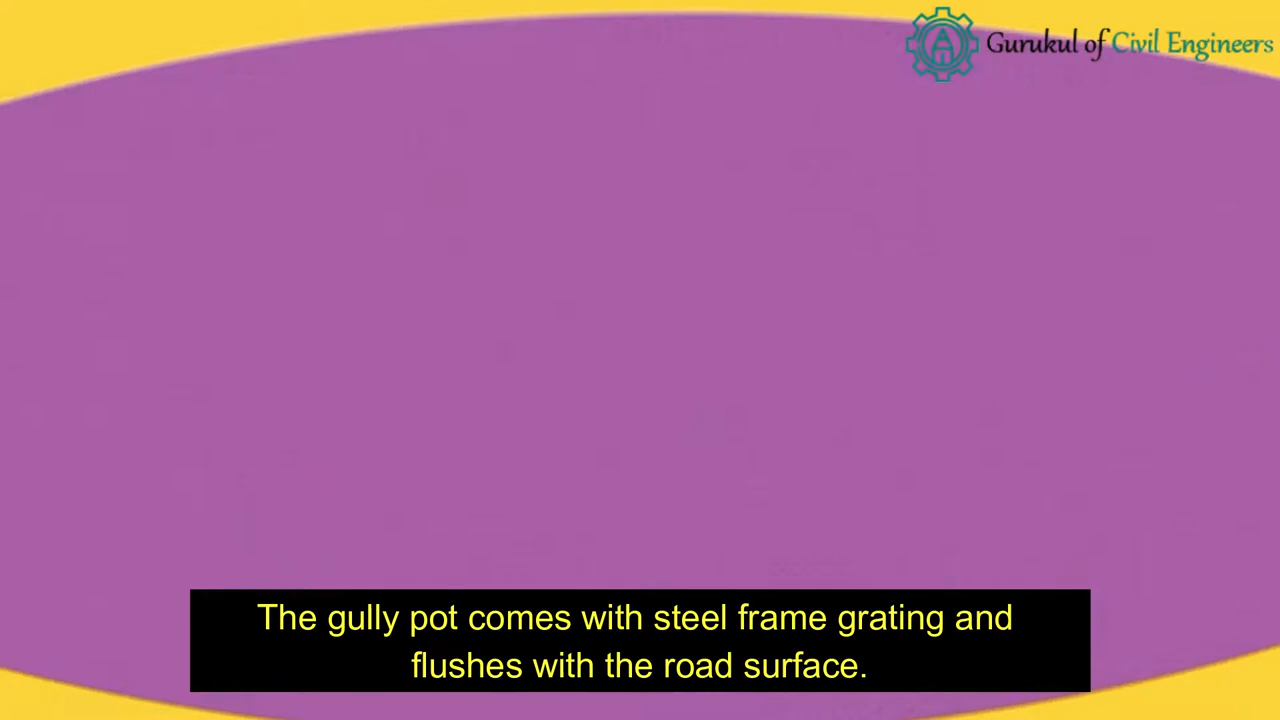 Gurukul of Civil Engineers
The gully pot comes with steel frame grating and
flushes with the road surface.